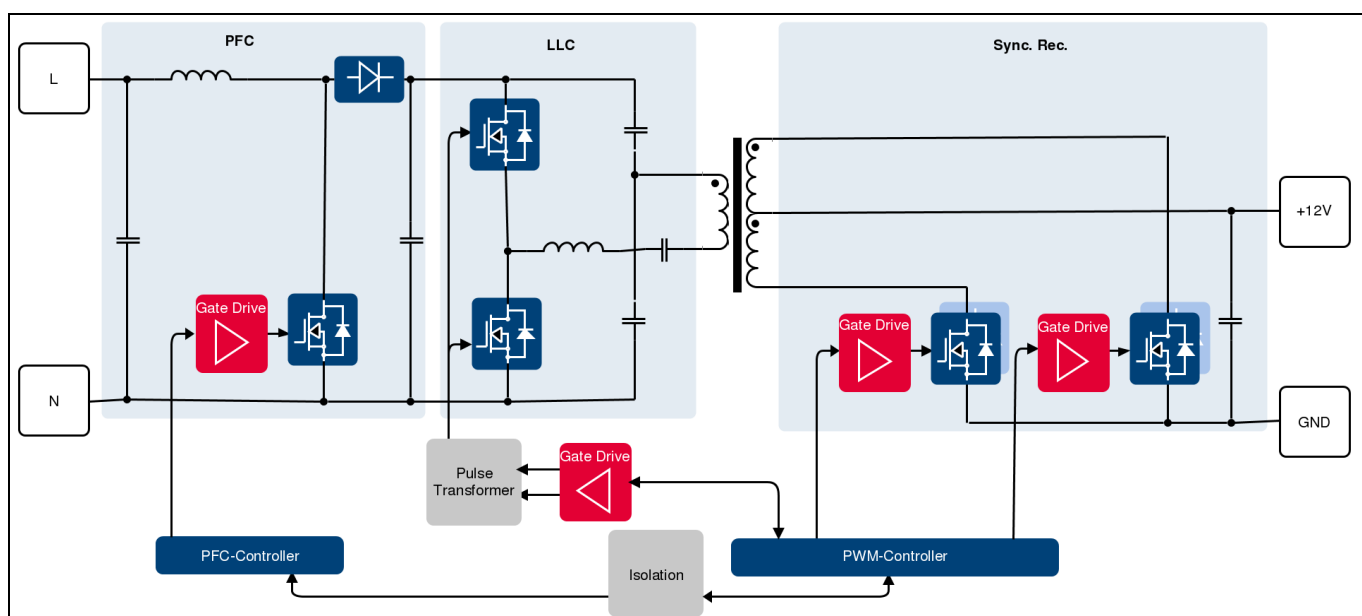 PFC
LLC
Sync. Rec.
L
+12V
Gate Drive
Gate Drive
Gate Drive
N
GND
Gate Drive
Pulse
Transformer
PFC-Controller
PWM-Controller
Isolation